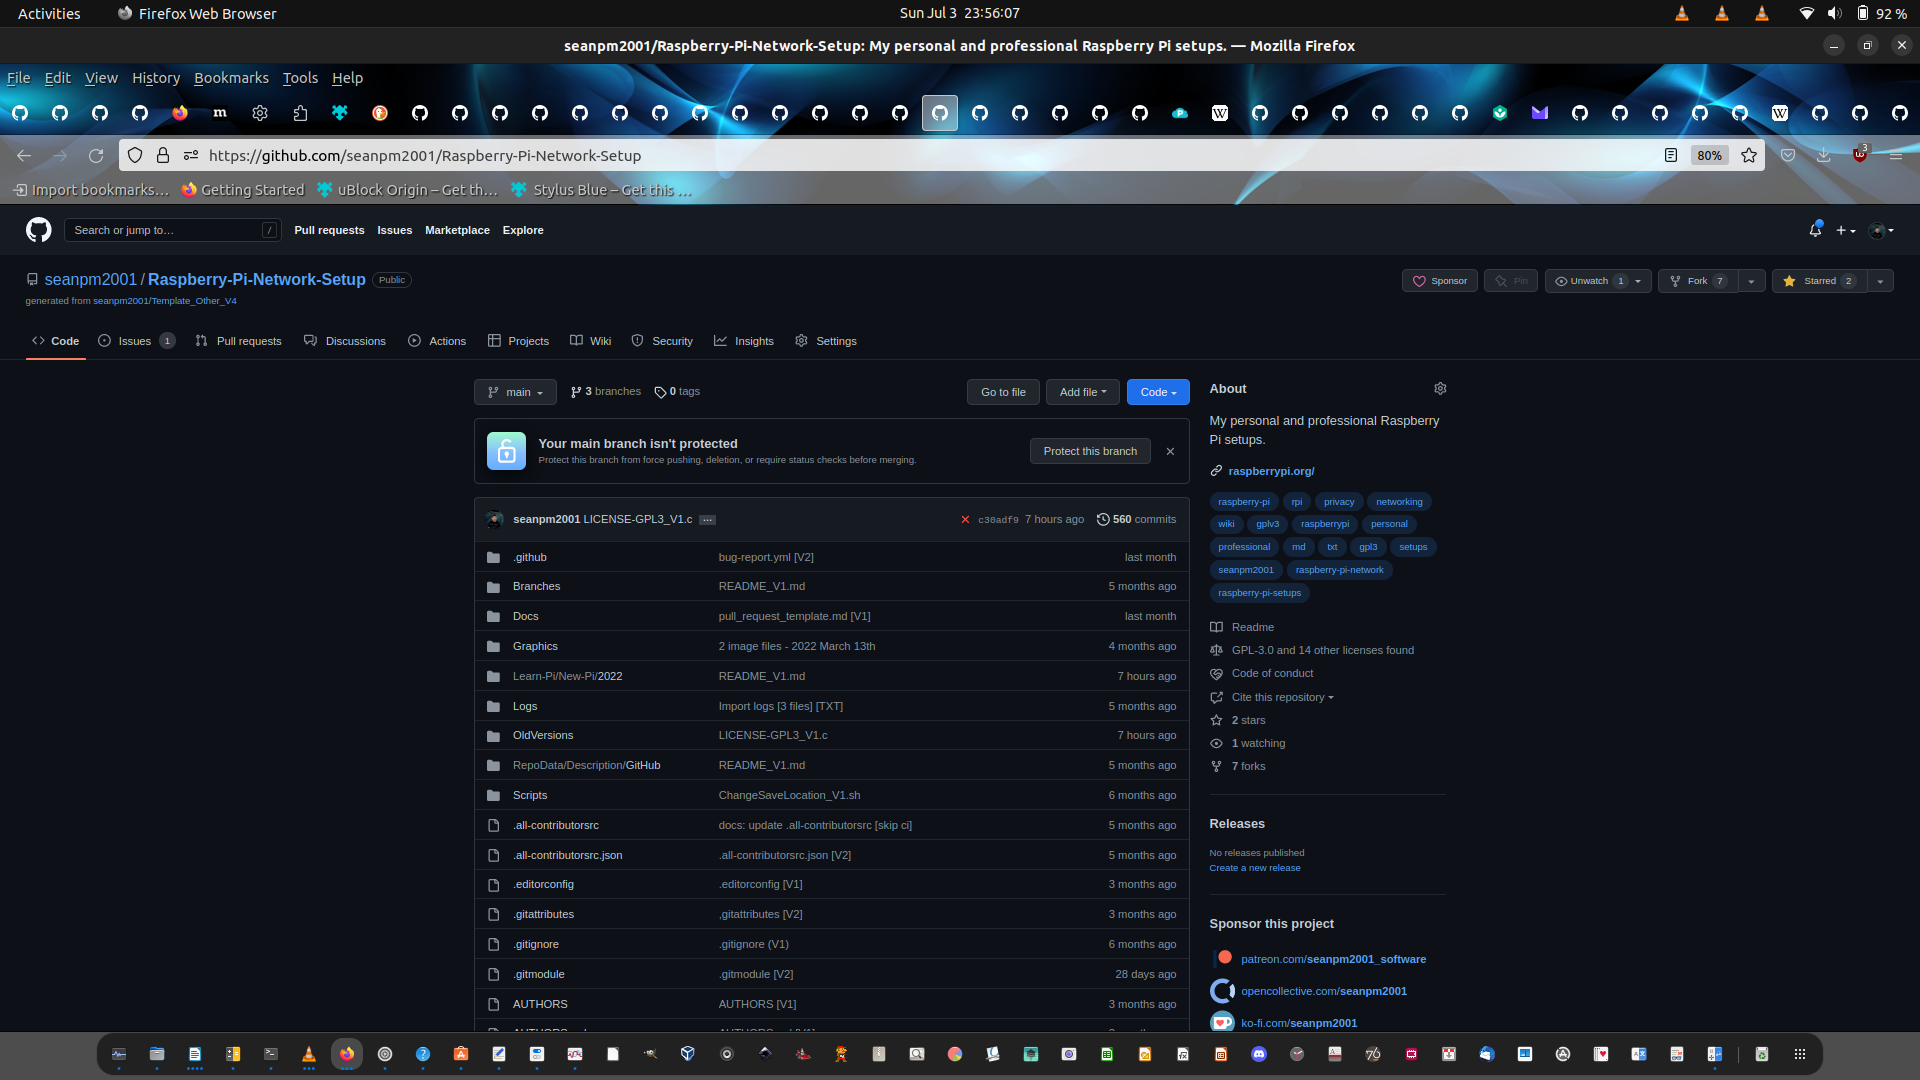 Activities
Firefox Web Browser
Sun Jul 3 23:56:07
92 %
seanpm2001/Raspberry-Pi-Network-Setup: My personal and professional Raspberry Pi setups. — Mozilla Firefox
File Edit View History Bookmarks Tools Help
https://github.com/seanpm2001/Raspberry-Pi-Network-Setup
80%
3
Import bookmarks…
Getting Started
uBlock Origin – Get th…
Stylus Blue – Get this …
Search or jump to…
/
Pull requests Issues Marketplace Explore
seanpm2001 / Raspberry-Pi-Network-Setup Public
generated from seanpm2001/Template_Other_V4
Sponsor
Pin
Unwatch 1
Fork 7
Starred 2
Code
Issues 1
Pull requests
Discussions
Actions
Projects
Wiki
Security
Insights
Settings
main
3 branches
0 tags
Go to file
Add file
Code
Your main branch isn't protected
Protect this branch from force pushing, deletion, or require status checks before merging.
Protect this branch
seanpm2001 LICENSE-GPL3_V1.c
c30adf9 7 hours ago
560 commits
.github bug-report.yml [V2] last month
Branches README_V1.md 5 months ago
Docs pull_request_template.md [V1] last month
Graphics 2 image files - 2022 March 13th 4 months ago
Learn-Pi/New-Pi/2022 README_V1.md 7 hours ago
Logs Import logs [3 files] [TXT] 5 months ago
OldVersions LICENSE-GPL3_V1.c 7 hours ago
RepoData/Description/GitHub README_V1.md 5 months ago
Scripts ChangeSaveLocation_V1.sh 6 months ago
.all-contributorsrc docs: update .all-contributorsrc [skip ci] 5 months ago
.all-contributorsrc.json .all-contributorsrc.json [V2] 5 months ago
.editorconfig .editorconfig [V1] 3 months ago
.gitattributes ,gitattributes [V2] 3 months ago
.gitignore .gitignore (V1) 6 months ago
.gitmodule .gitmodule [V2] 28 days ago
AUTHORS AUTHORS [V1] 3 months ago
About
My personal and professional Raspberry
Pi setups.
raspberrypi.org/
raspberry-pi rpi privacy networking
wiki gplv3 raspberrypi personal
professional md txt gpl3 setups
seanpm2001 raspberry-pi-network
raspberry-pi-setups
Readme
GPL-3.0 and 14 other licenses found
Code of conduct
Cite this repository
2 stars
1 watching
7 forks
Releases
No releases published
Create a new release
Sponsor this project
patreon.com/seanpm2001_software
opencollective.com/seanpm2001
ko-fi.com/seanpm2001